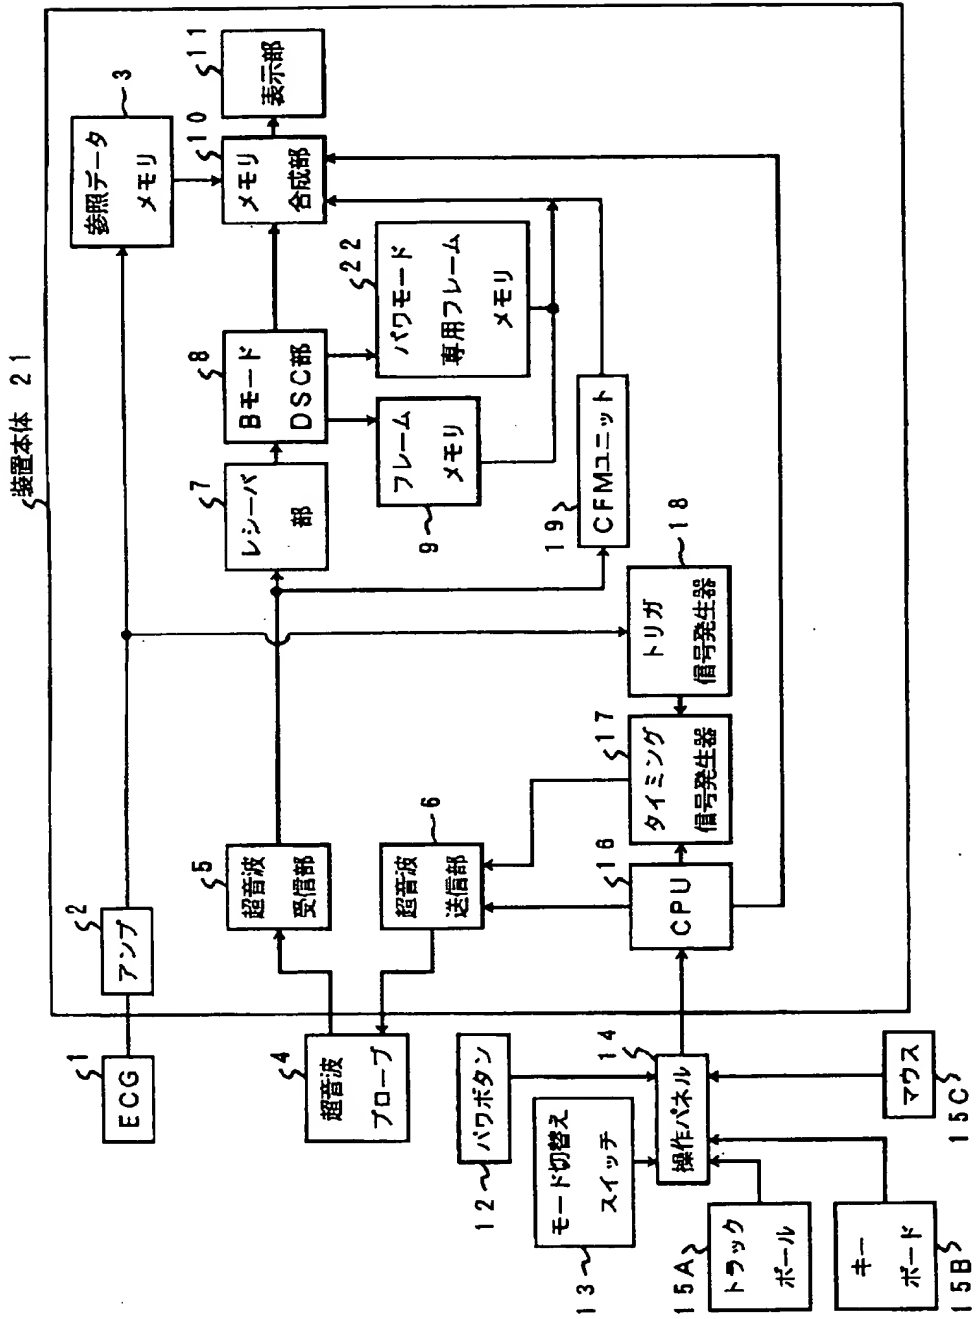 装置本体 21
ECG
1
アンプ
2
参照データ
メモリ
3
超音波
プローブ
4
超音波
受信部
5
超音波
送信部
6
レシーバ
部
7
Bモード
DSC部
8
フレーム
メモリ
9
パワモード
専用フレーム
メモリ
22
メモリ
合成部
10
表示部
11
パワボタン
12
モード切替え
スイッチ
13
操作パネル
14
トラック
ボール
15A
キー
ボード
15B
マウス
15C
CPU
16
タイミング
信号発生器
17
トリガ
信号発生器
18
CFMユニット
19